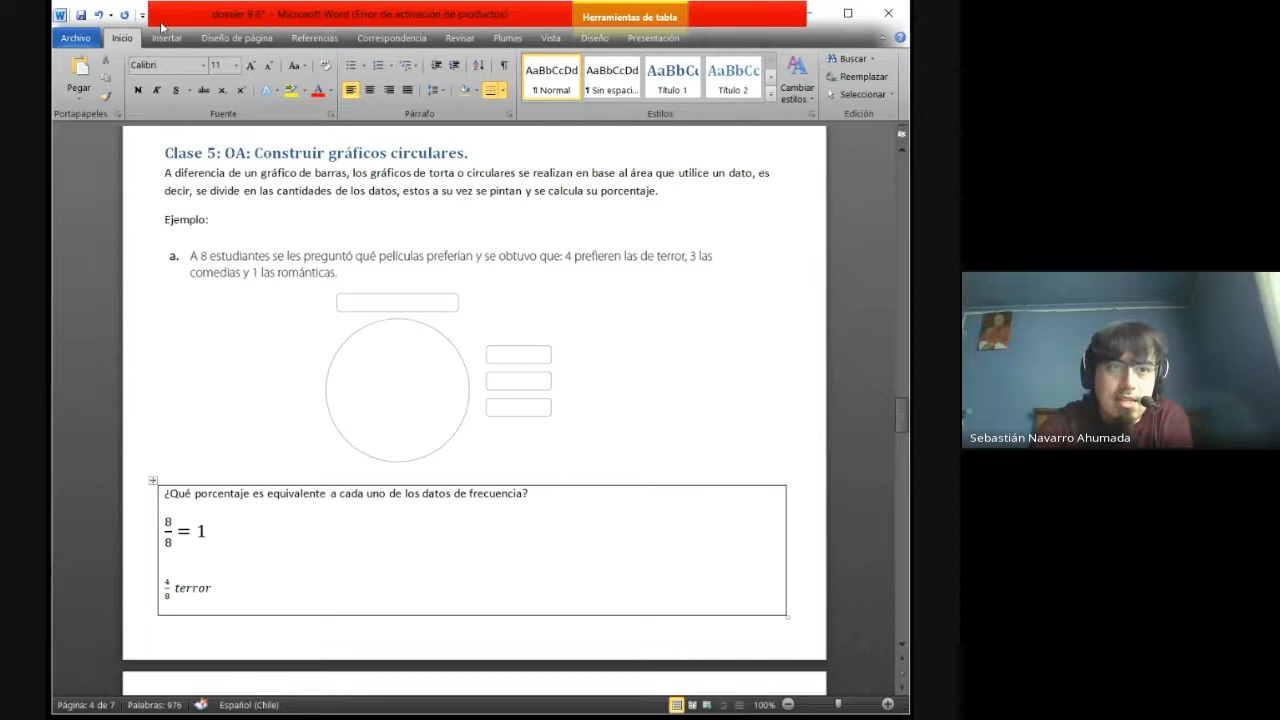 dossier 8 6° - Microsoft Word (Error de activación de productos)
Herramientas de tabla
Archivo Inicio Insertar Diseño de página Referencias Correspondencia Revisar Plumas Vista Diseño Presentación
Pegar
Portapapeles
Calibri 11
Fuente
Párrafo
AaBbCcDd AaBbCcDd AaBbCc AaBbCc
¶ Normal ¶ Sin espaci... Título 1 Título 2
Cambiar estilos
Estilos
Buscar
Reemplazar
Seleccionar
Edición
Clase 5: OA: Construir gráficos circulares.
A diferencia de un gráfico de barras, los gráficos de torta o circulares se realizan en base al área que utilice un dato, es
decir, se divide en las cantidades de los datos, estos a su vez se pintan y se calcula su porcentaje.
Ejemplo:
a. A 8 estudiantes se les preguntó qué películas preferían y se obtuvo que: 4 prefieren las de terror, 3 las
comedias y 1 las románticas.
¿Qué porcentaje es equivalente a cada uno de los datos de frecuencia?
8/8 = 1
4/8 terror
Sebastián Navarro Ahumada
Página: 4 de 7 Palabras: 976 Español (Chile) 100%